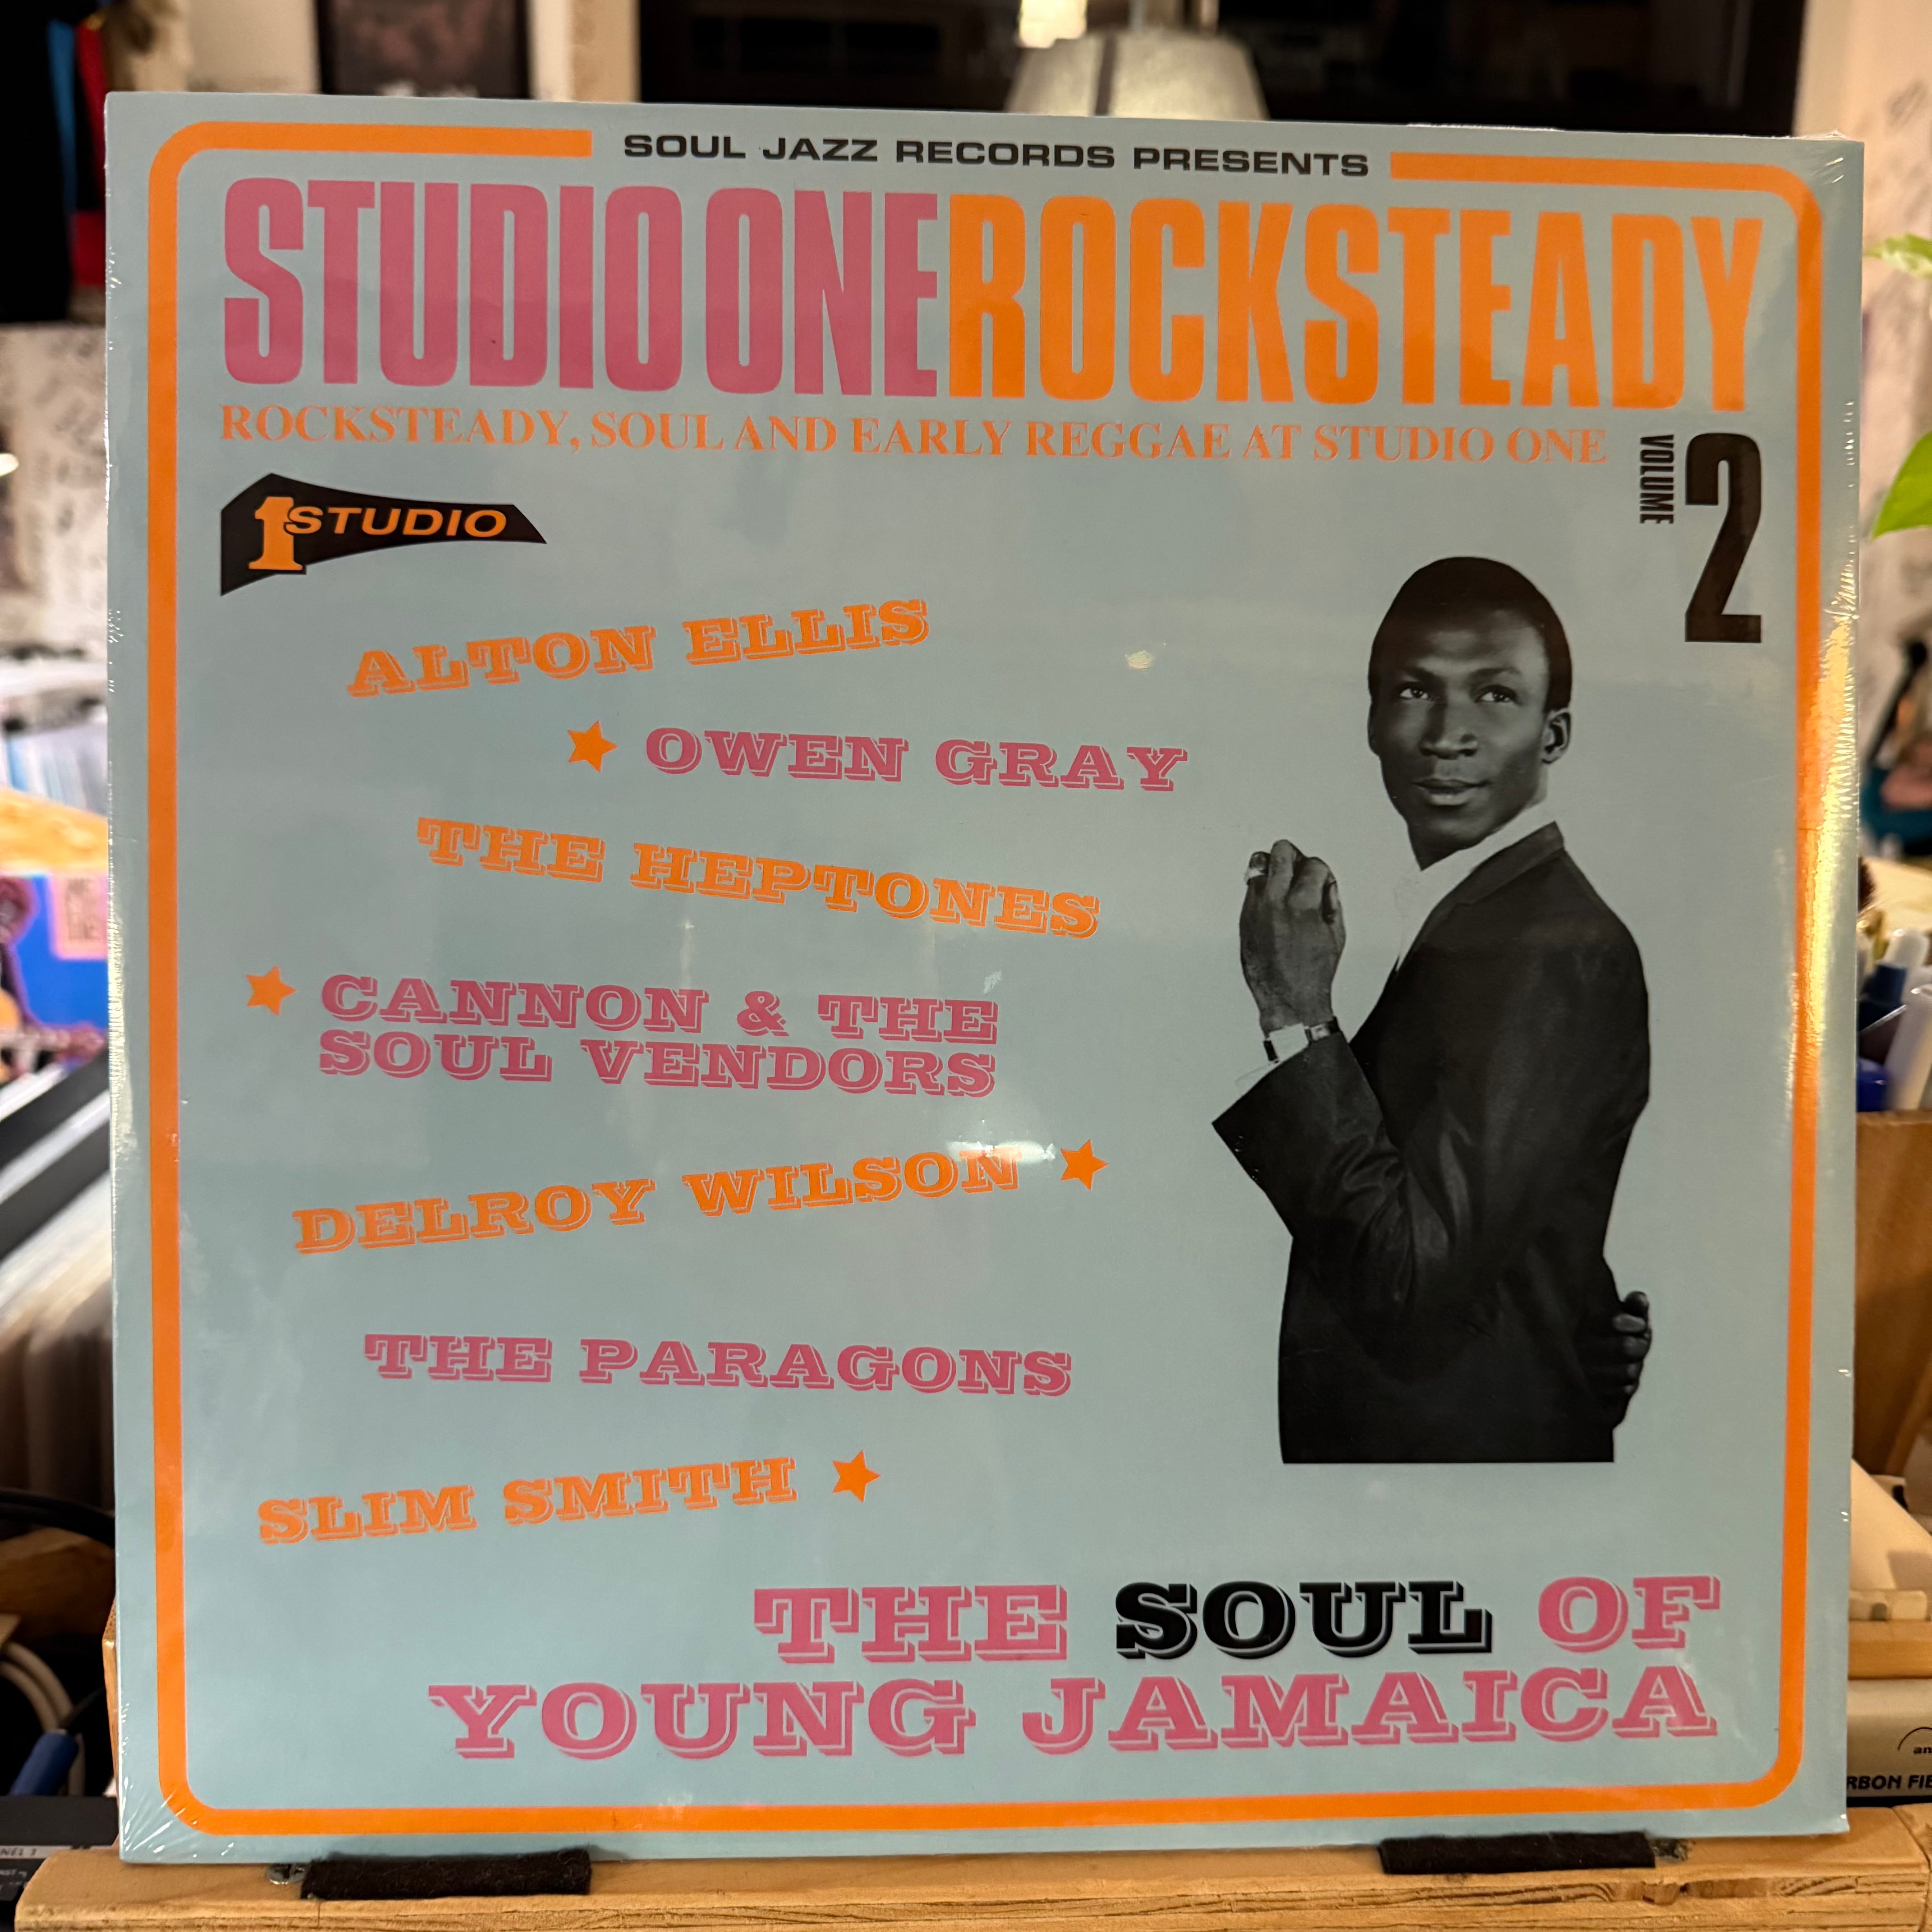 SOUL JAZZ RECORDS PRESENTS
STUDIO ONE ROCKSTEADY
ROCKSTEADY, SOUL AND EARLY REGGAE AT STUDIO ONE
VOLUME 2
1 STUDIO
ALTON ELLIS
OWEN GRAY
THE HEPTONES
CANNON & THE
SOUL VENDORS
DELROY WILSON
THE PARAGONS
SLIM SMITH
THE SOUL OF
YOUNG JAMAICA